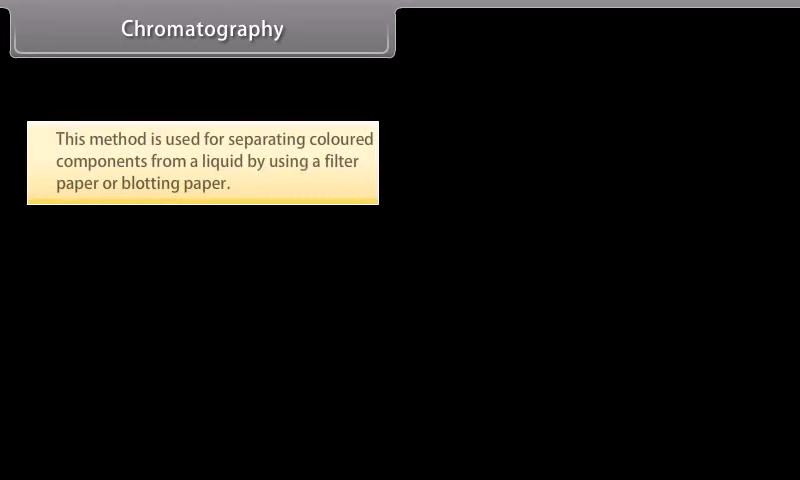 Chromatography
This method is used for separating coloured
components from a liquid by using a filter
paper or blotting paper.